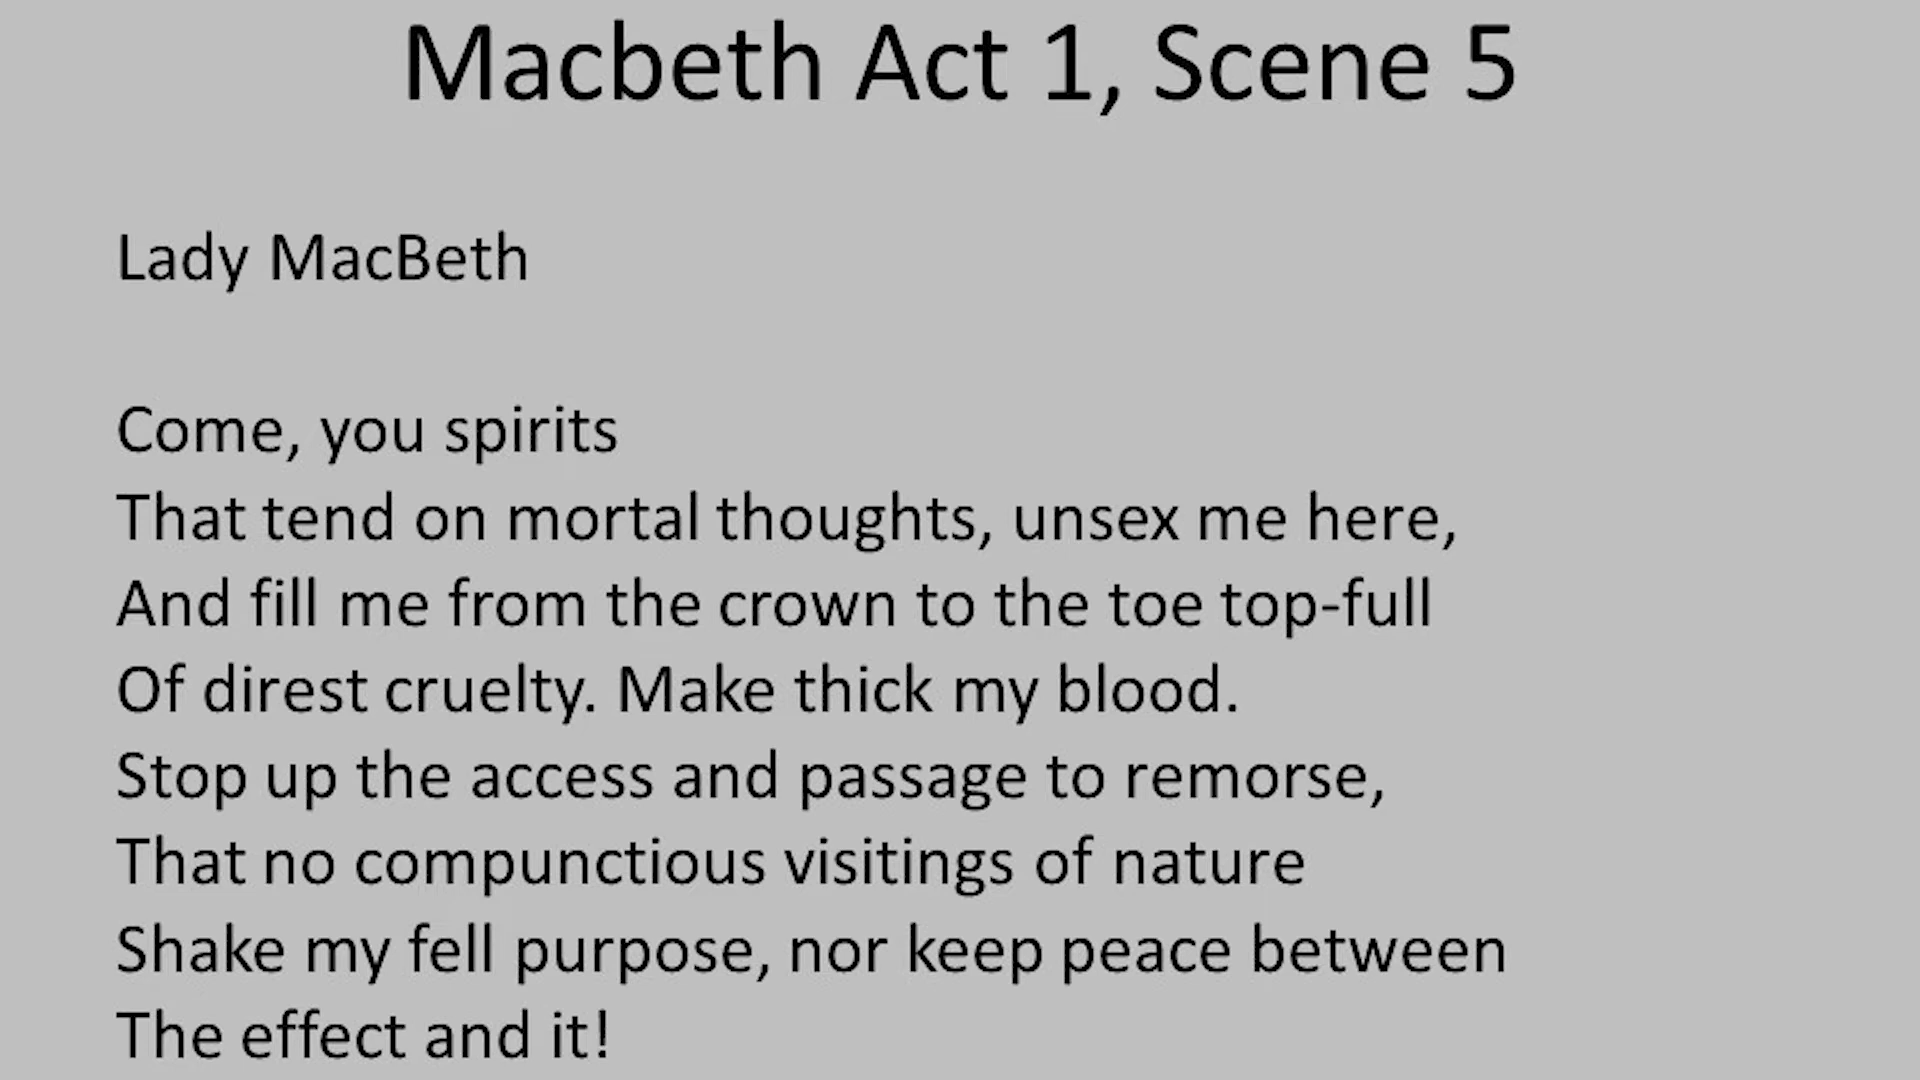 Macbeth Act 1, Scene 5
Lady MacBeth
Come, you spirits
That tend on mortal thoughts, unsex me here,
And fill me from the crown to the toe top-full
Of direst cruelty. Make thick my blood.
Stop up the access and passage to remorse,
That no compunctious visitings of nature
Shake my fell purpose, nor keep peace between
The effect and it!